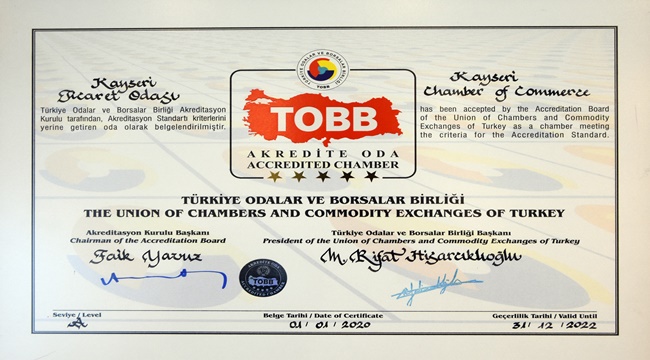 TÜRKİYE ODALAR VE BORSALAR BİRLİĞİ
TOBB
Kayseri
Ticaret Odası
Türkiye Odalar ve Borsalar Birliği Akreditasyon
Kurulu tarafından, Akreditasyon Standartı kriterlerini
yerine getiren oda olarak belgelendirilmiştir.
TOBB
AKREDİTE ODA
ACCREDITED CHAMBER
Kayseri
Chamber of Commerce
has been accepted by the Accreditation Board
of the Union of Chambers and Commodity
Exchanges of Turkey as a chamber meeting
the criteria for the Accreditation Standard.
TÜRKİYE ODALAR VE BORSALAR BİRLİĞİ
THE UNION OF CHAMBERS AND COMMODITY EXCHANGES OF TURKEY
Akreditasyon Kurulu Başkanı
Chairman of the Accreditation Board
Faik Yavuz
TOBB
Türkiye Odalar ve Borsalar Birliği Başkanı
President of the Union of Chambers and Commodity Exchanges of Turkey
M. Rifat Hisarcıklıoğlu
Seviye / Level
A
Belge Tarihi / Date of Certificate
01/ 01/ 2020
Geçerlilik Tarihi / Valid Until
31/ 12 / 2022